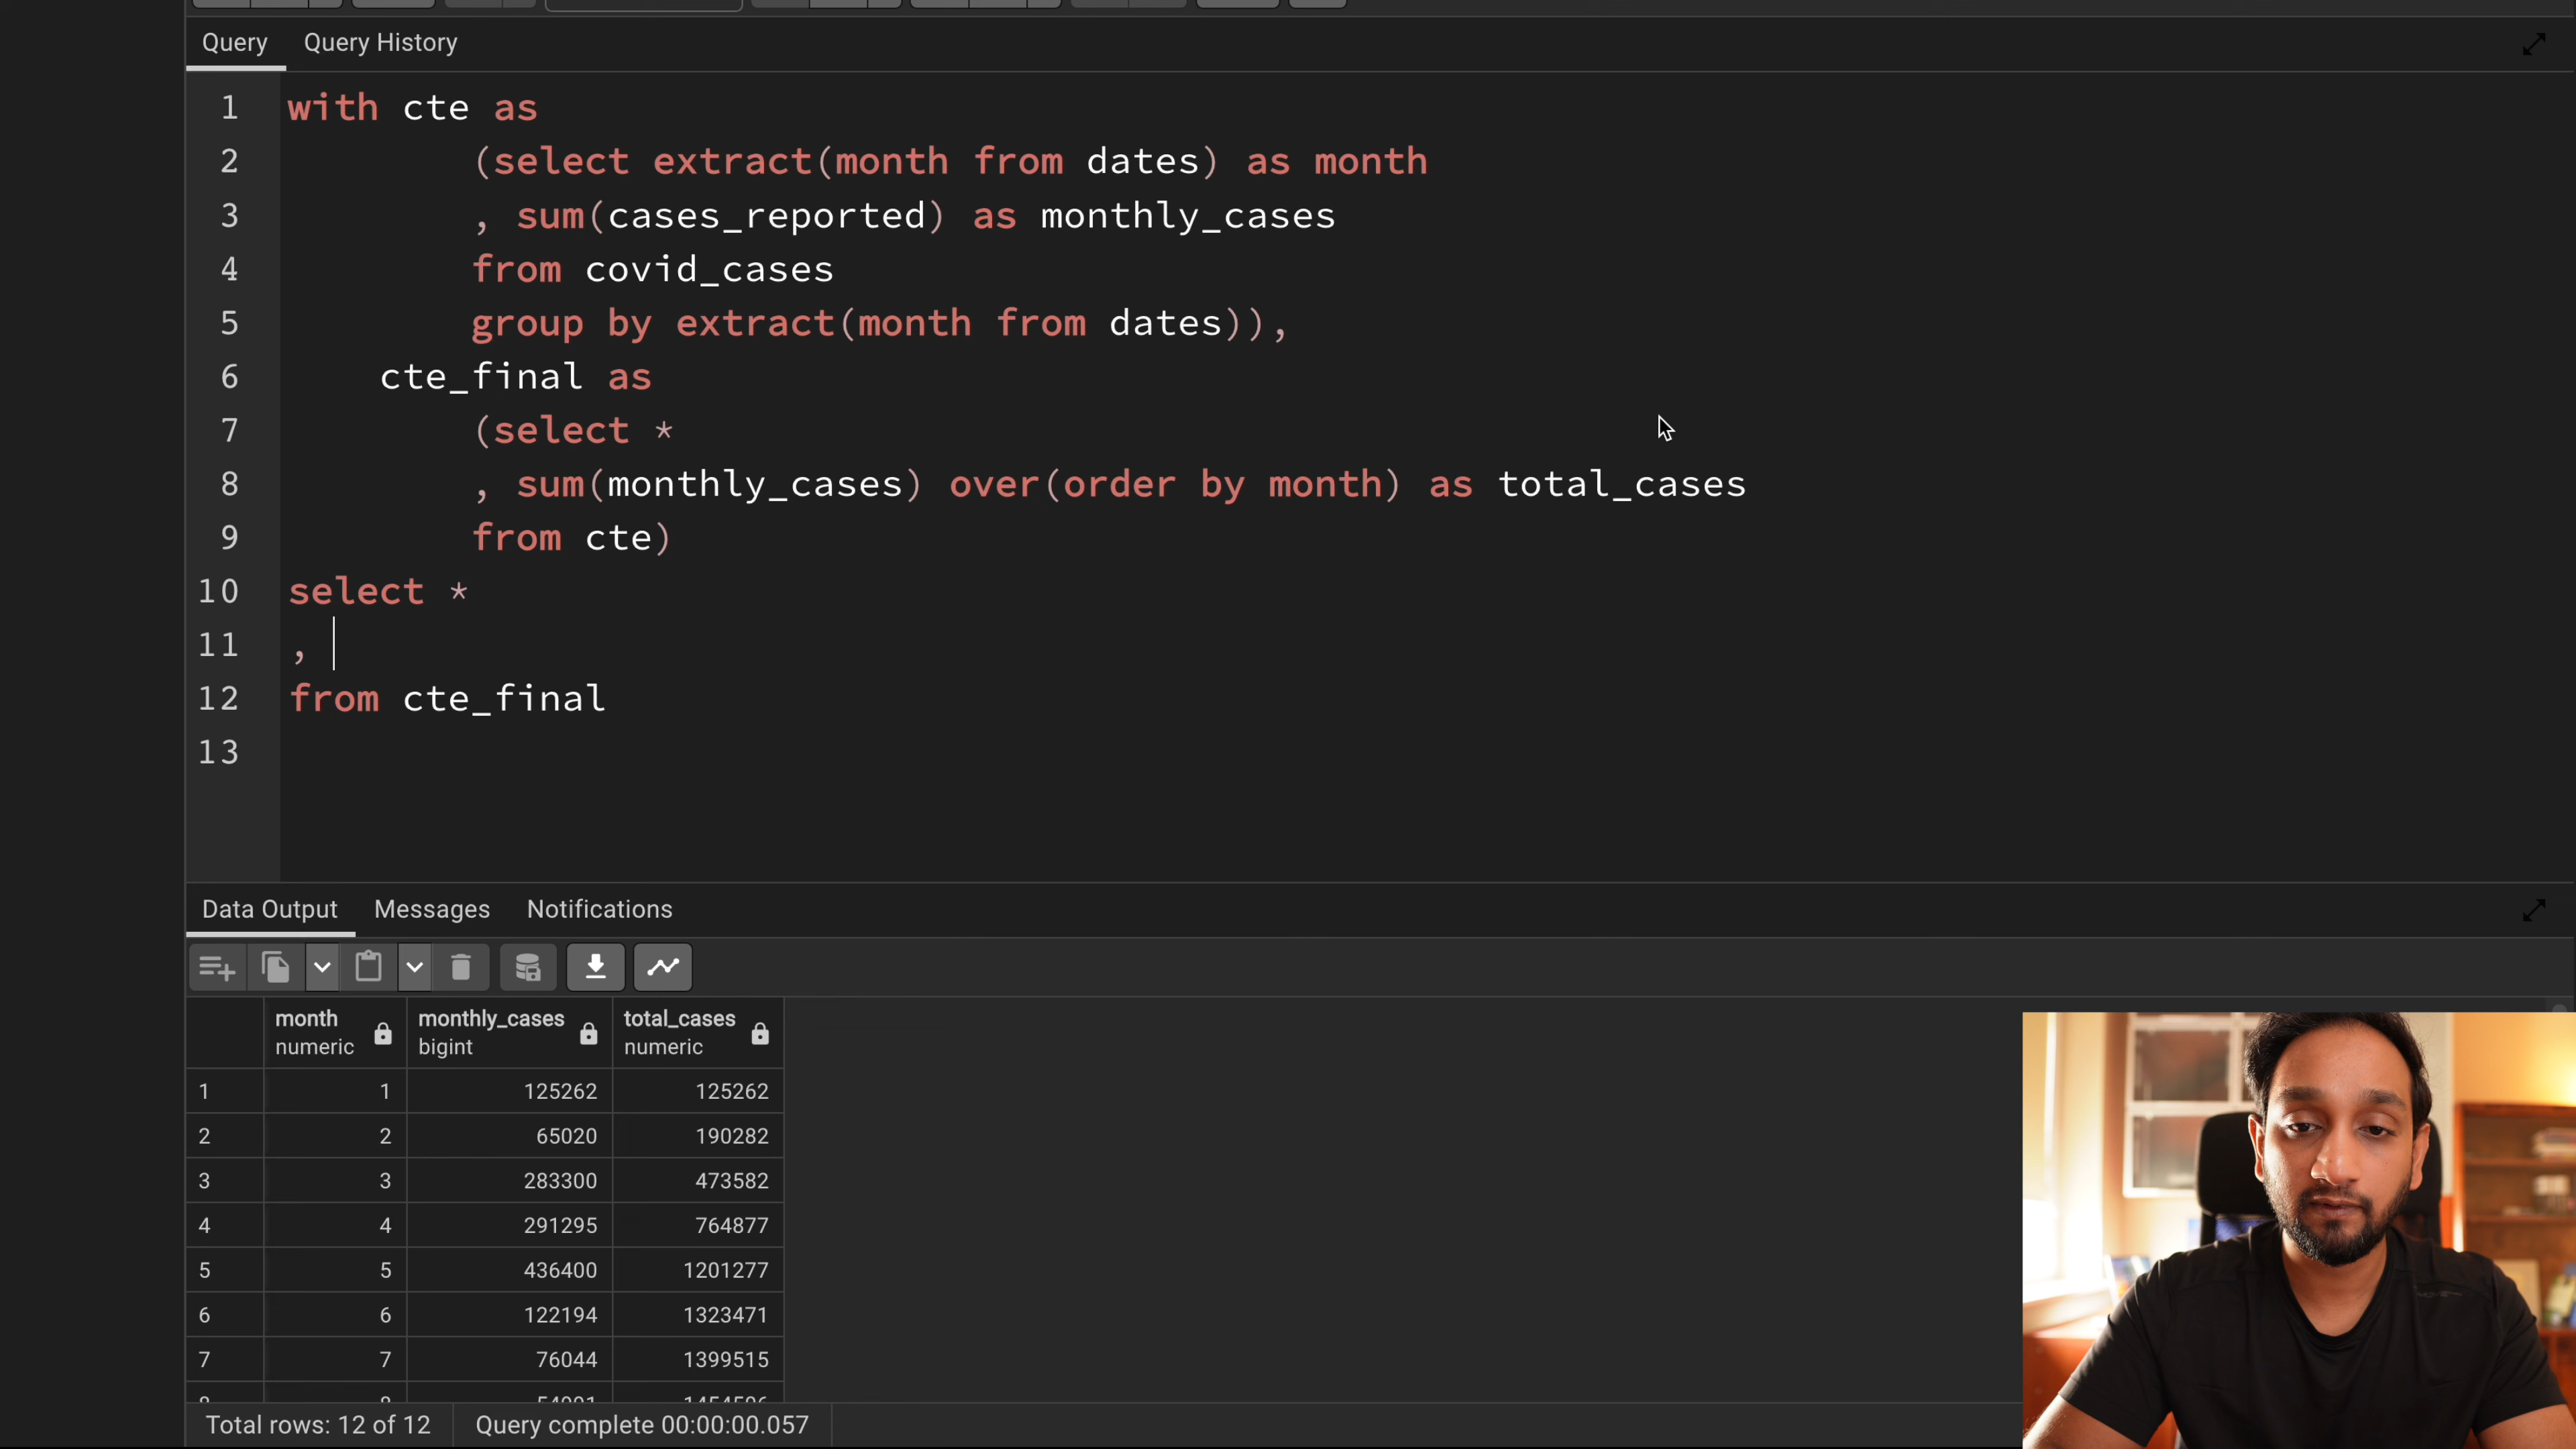 Query Query History
1 with cte as
2 (select extract(month from dates) as month
3 , sum(cases_reported) as monthly_cases
4 from covid_cases
5 group by extract(month from dates)),
6 cte_final as
7 (select *
8 , sum(monthly_cases) over(order by month) as total_cases
9 from cte)
10 select *
11 ,
12 from cte_final
13
Data Output Messages Notifications
month monthly_cases total_cases
numeric bigint numeric
1 1 125262 125262
2 2 65020 190282
3 3 283300 473582
4 4 291295 764877
5 5 436400 1201277
6 6 122194 1323471
7 7 76044 1399515
Total rows: 12 of 12 Query complete 00:00:00.057